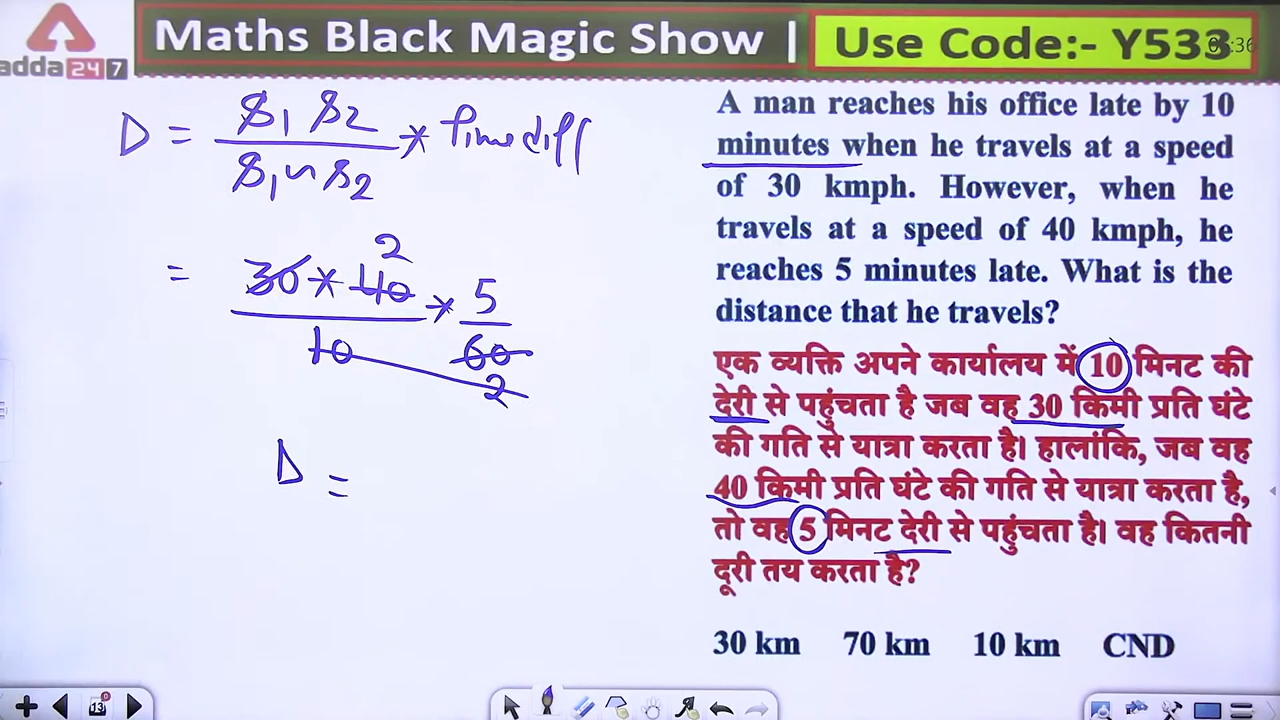 Maths Black Magic Show | Use Code:- Y533
adda247
D = S₁ S₂ / S₁ ~ S₂ * Time diff
= 30 * 40 / 10 * 5 / 60
2
2
D =
A man reaches his office late by 10
minutes when he travels at a speed
of 30 kmph. However, when he
travels at a speed of 40 kmph, he
reaches 5 minutes late. What is the
distance that he travels?
एक व्यक्ति अपने कार्यालय में 10 मिनट की
देरी से पहुंचता है जब वह 30 किमी प्रति घंटे
की गति से यात्रा करता है। हालांकि, जब वह
40 किमी प्रति घंटे की गति से यात्रा करता है,
तो वह 5 मिनट देरी से पहुंचता है। वह कितनी
दूरी तय करता है?
30 km 70 km 10 km CND
13